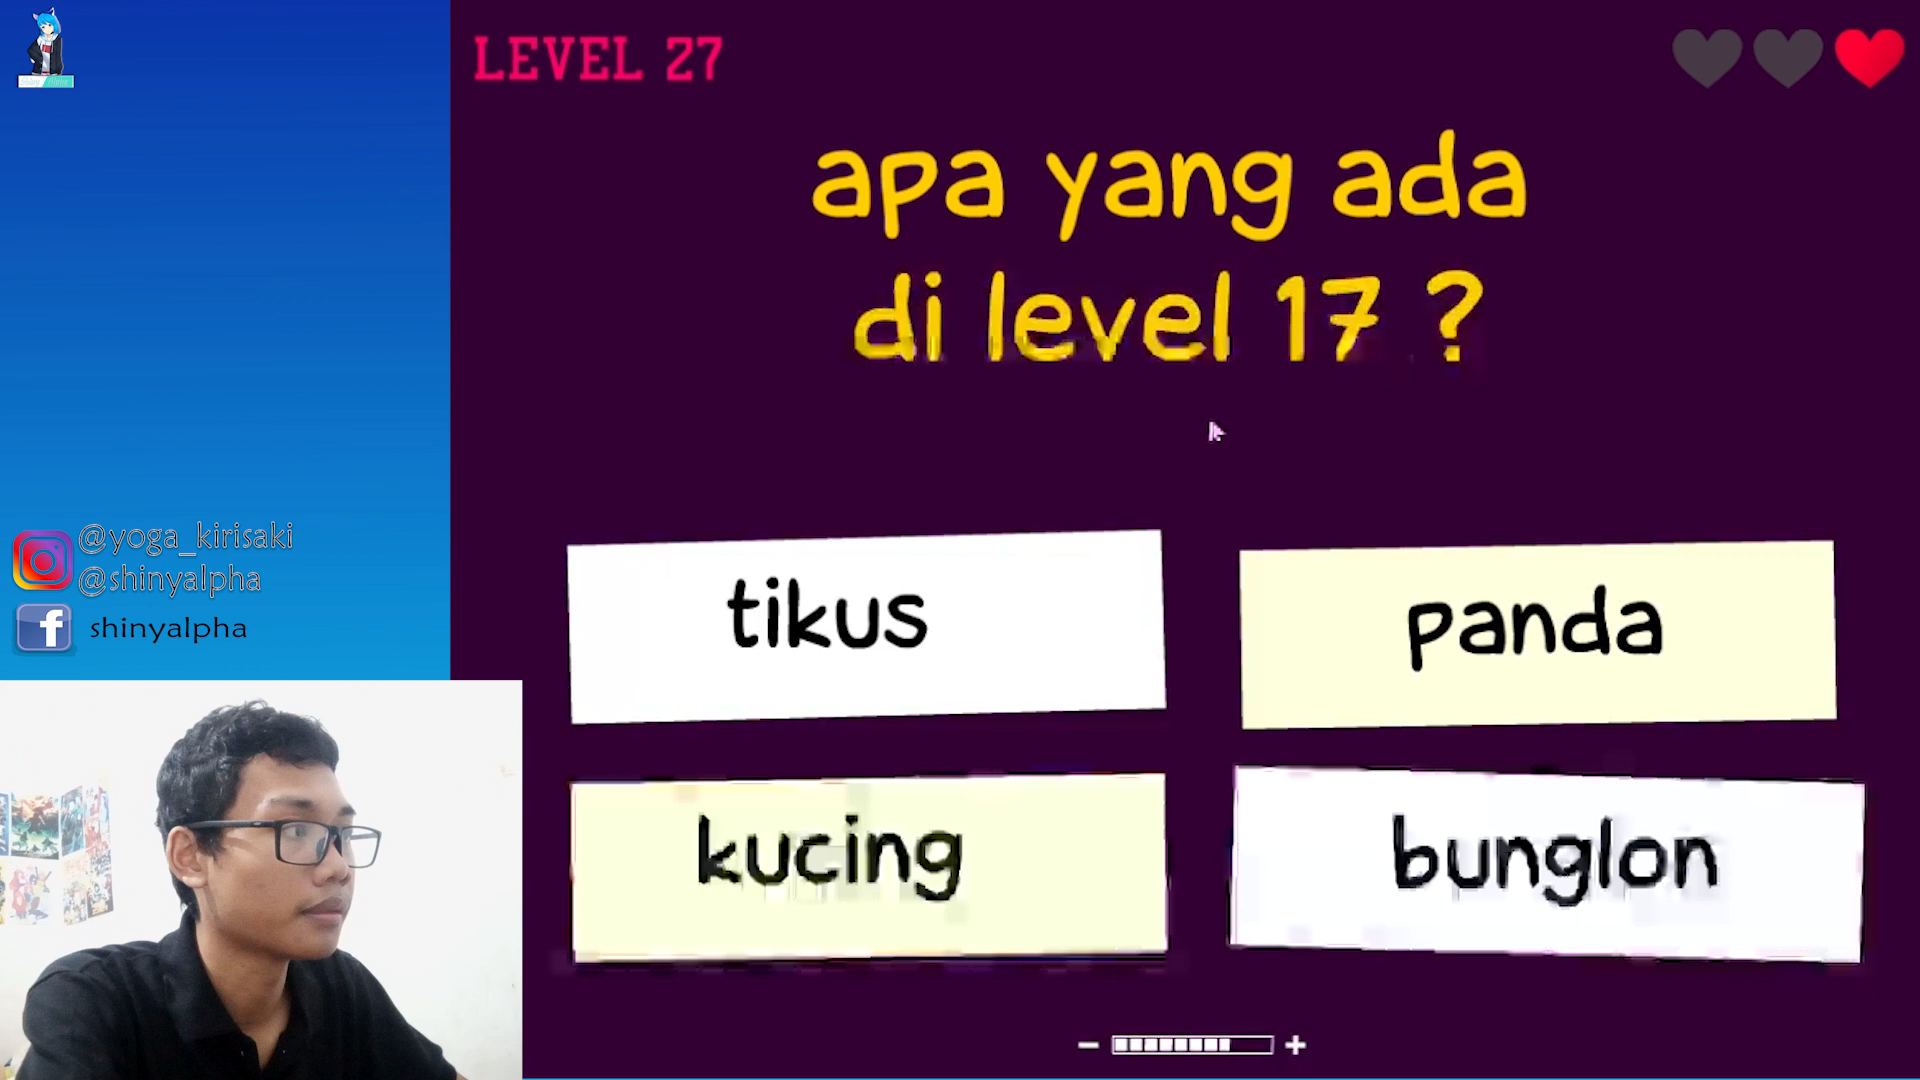 LEVEL 27
apa yang ada
di level 17 ?
tikus
panda
kucing
bunglon
@yoga_kirisaki
@shinyalpha
shinyalpha